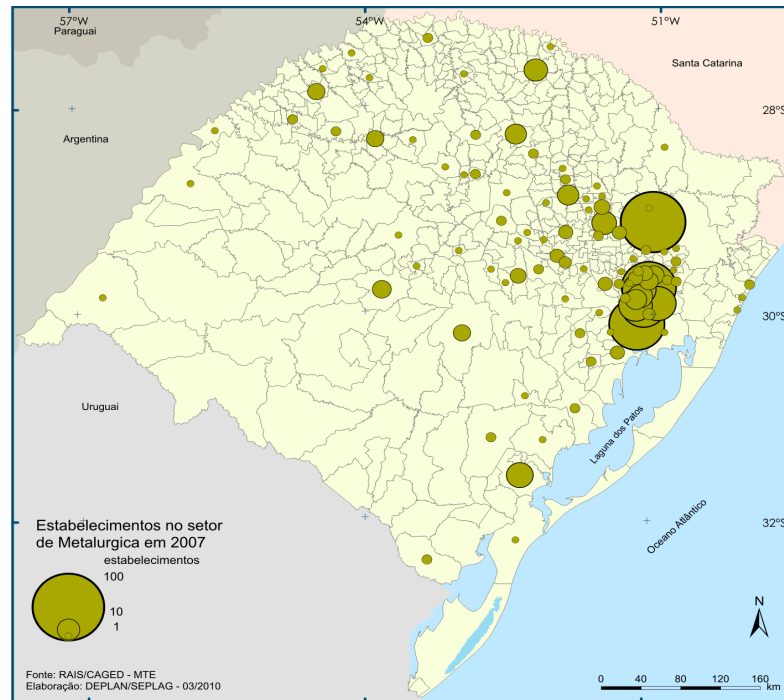 57°W
54°W
51°W
Paraguai
Santa Catarina
28°S
Argentina
30°S
Uruguai
Laguna dos Patos
Oceano Atlântico
32°S
Estabelecimentos no setor
de Metalurgica em 2007
estabelecimentos
100
10
1
N
0 40 80 120 160
km
Fonte: RAIS/CAGED - MTE
Elaboração: DEPLAN/SEPLAG - 03/2010